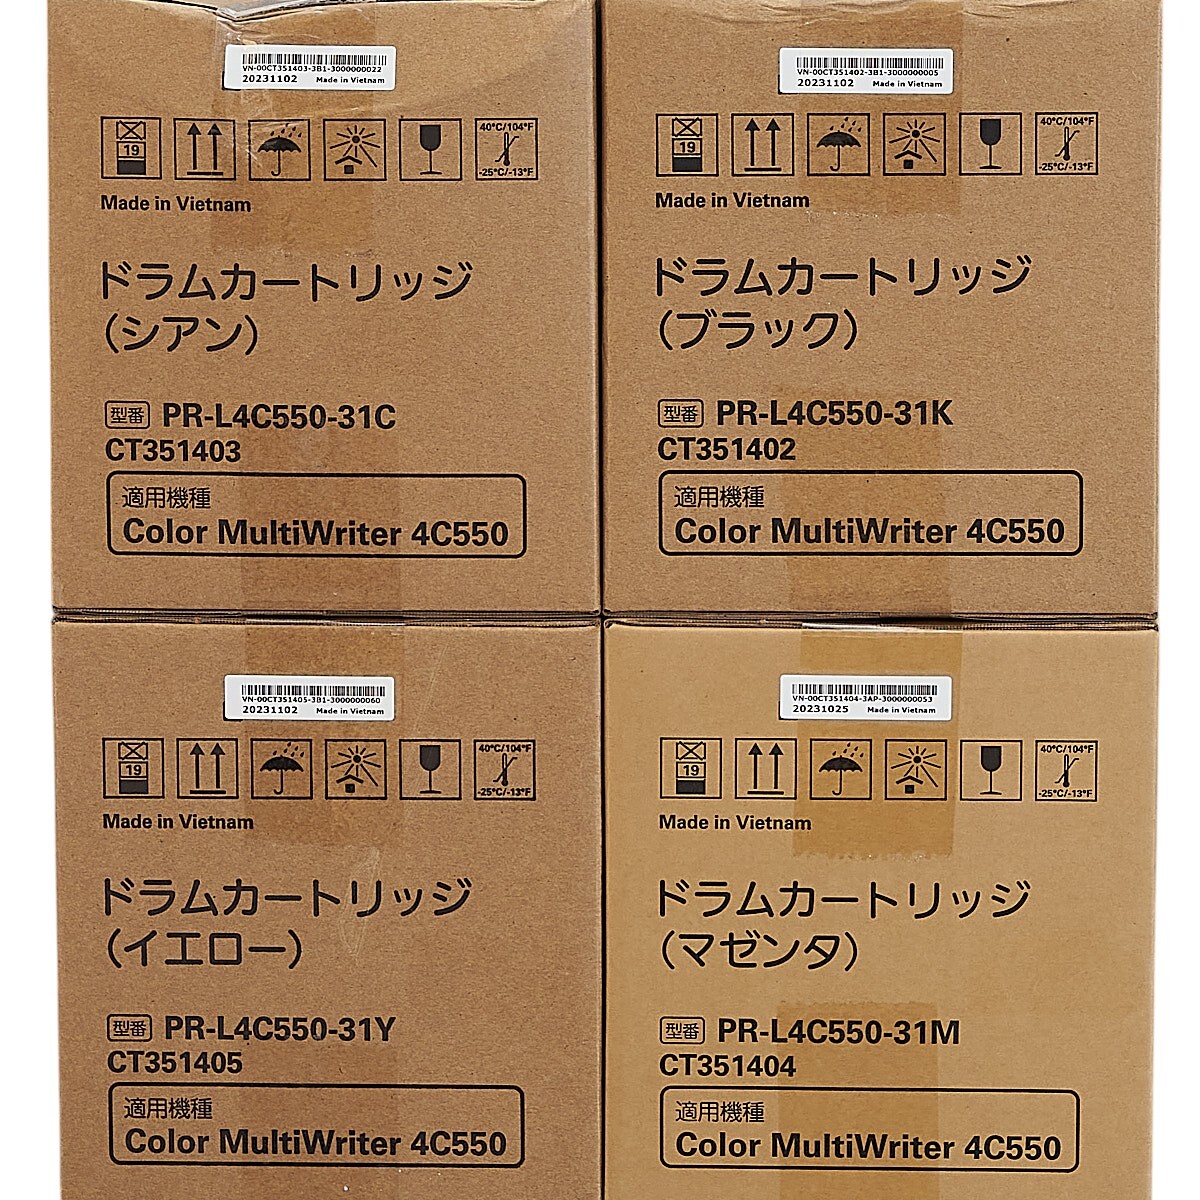 VN-00CT351403-3B1-3000000022
20231102 Made in Vietnam
19
40°C/104°F
-25°C/-13°F
Made in Vietnam
ドラムカートリッジ
(シアン)
型番 PR-L4C550-31C
CT351403
適用機種
Color MultiWriter 4C550
VN-00CT351402-3B1-3000000005
20231102 Made in Vietnam
19
40°C/104°F
-25°C/-13°F
Made in Vietnam
ドラムカートリッジ
(ブラック)
型番 PR-L4C550-31K
CT351402
適用機種
Color MultiWriter 4C550
VN-00CT351405-3B1-3000000060
20231102 Made in Vietnam
19
40°C/104°F
-25°C/-13°F
Made in Vietnam
ドラムカートリッジ
(イエロー)
型番 PR-L4C550-31Y
CT351405
適用機種
Color MultiWriter 4C550
VN-00CT351404-3AP-3000000053
20231025 Made in Vietnam
19
40°C/104°F
-25°C/-13°F
Made in Vietnam
ドラムカートリッジ
(マゼンタ)
型番 PR-L4C550-31M
CT351404
適用機種
Color MultiWriter 4C550